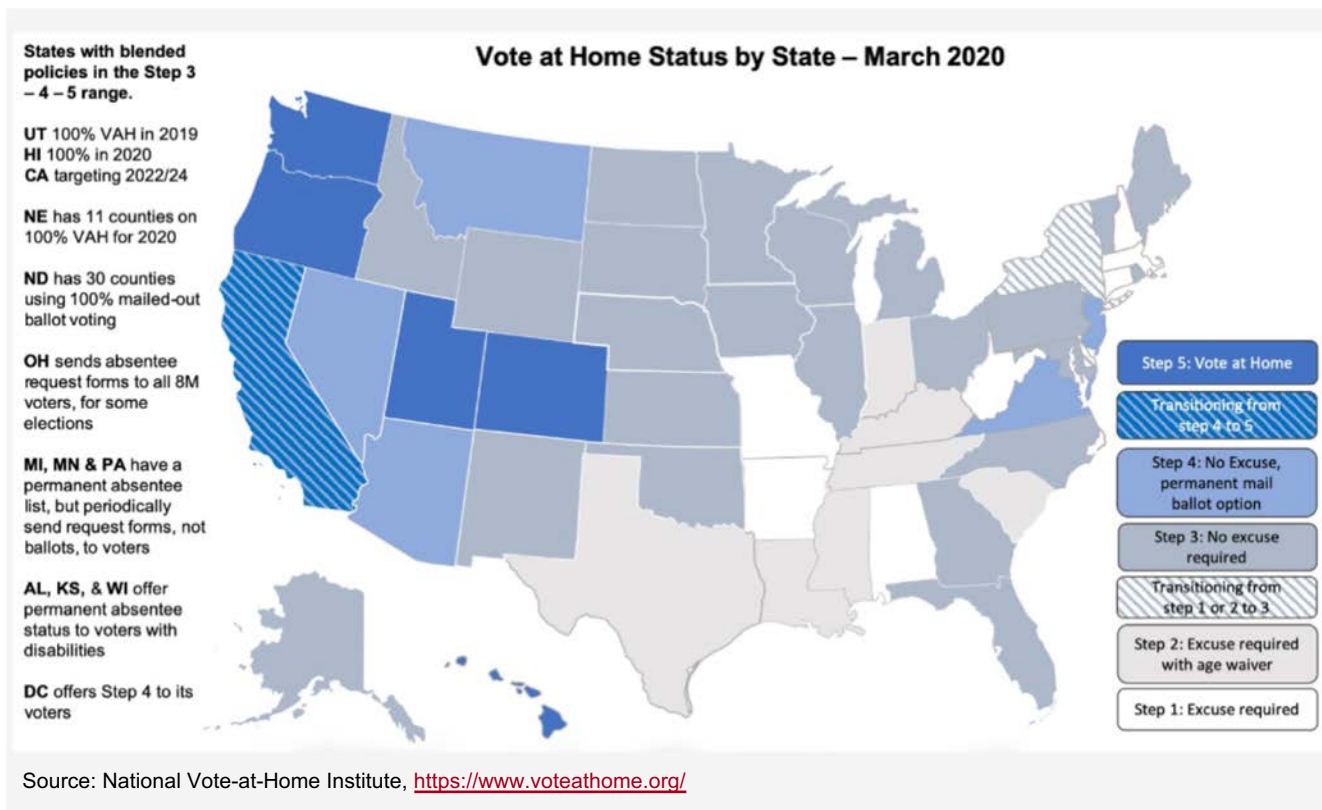 Vote at Home Status by State – March 2020
States with blended
policies in the Step 3
– 4 – 5 range.
UT 100% VAH in 2019
HI 100% in 2020
CA targeting 2022/24
NE has 11 counties on
100% VAH for 2020
ND has 30 counties
using 100% mailed-out
ballot voting
OH sends absentee
request forms to all 8M
voters, for some
elections
MI, MN & PA have a
permanent absentee
list, but periodically
send request forms, not
ballots, to voters
AL, KS, & WI offer
permanent absentee
status to voters with
disabilities
DC offers Step 4 to its
voters
Step 5: Vote at Home
Transitioning from
step 4 to 5
Step 4: No Excuse,
permanent mail
ballot option
Step 3: No excuse
required
Transitioning from
step 1 or 2 to 3
Step 2: Excuse required
with age waiver
Step 1: Excuse required
Source: National Vote-at-Home Institute, https://www.voteathome.org/